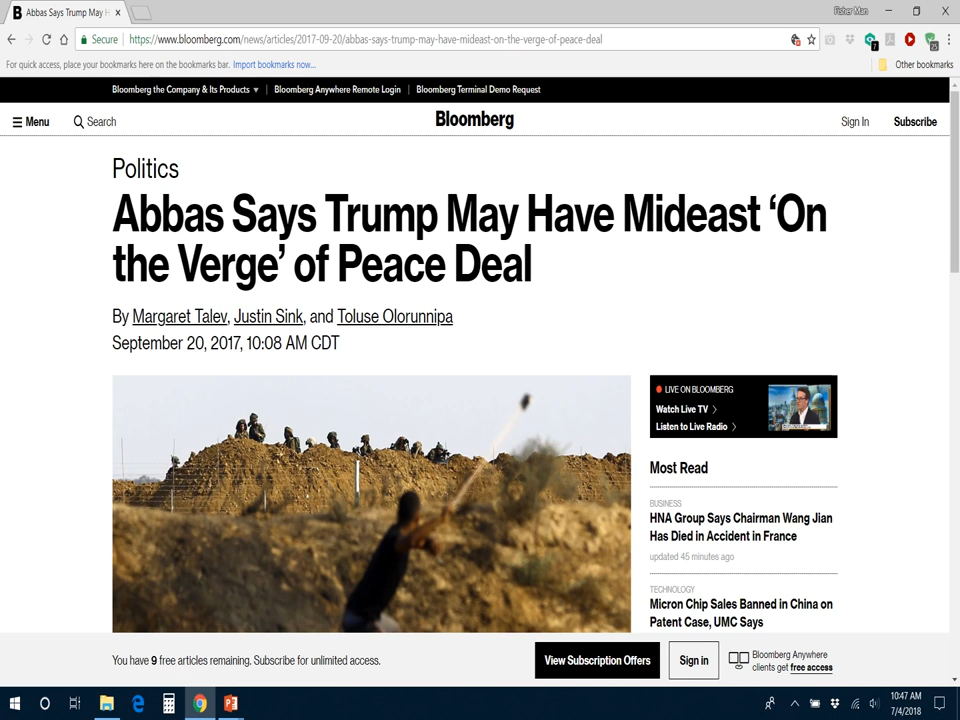 Abbas Says Trump May H
Fisher Man
Secure
https://www.bloomberg.com/news/articles/2017-09-20/abbas-says-trump-may-have-mideast-on-the-verge-of-peace-deal
For quick access, place your bookmarks here on the bookmarks bar. Import bookmarks now...
Other bookmarks
Bloomberg the Company & Its Products
Bloomberg Anywhere Remote Login
Bloomberg Terminal Demo Request
Menu
Search
Bloomberg
Sign In
Subscribe
Politics
Abbas Says Trump May Have Mideast ‘On
the Verge’ of Peace Deal
By Margaret Talev, Justin Sink, and Toluse Olorunnipa
September 20, 2017, 10:08 AM CDT
LIVE ON BLOOMBERG
Watch Live TV
Listen to Live Radio
Most Read
BUSINESS
HNA Group Says Chairman Wang Jian
Has Died in Accident in France
updated 45 minutes ago
TECHNOLOGY
Micron Chip Sales Banned in China on
Patent Case, UMC Says
You have 9 free articles remaining. Subscribe for unlimited access.
View Subscription Offers
Sign in
Bloomberg Anywhere
clients get free access
10:47 AM
7/4/2018